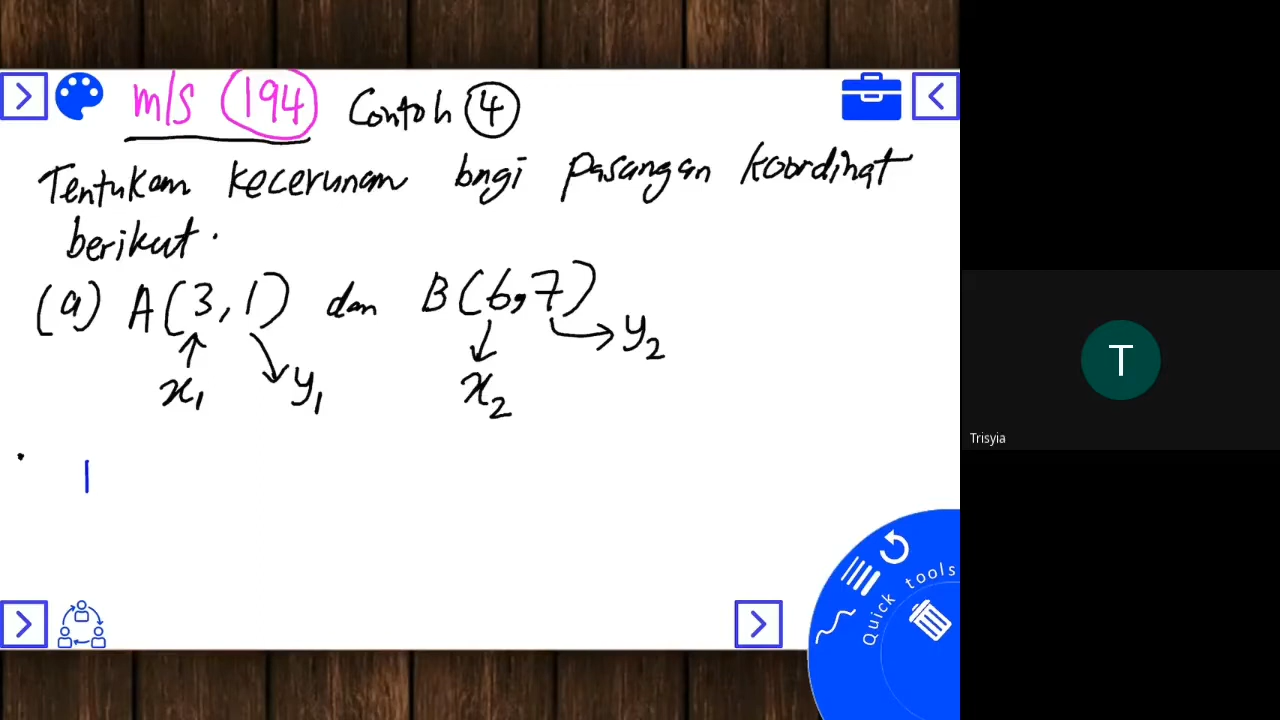 m/s 194 Contoh 4
Tentukan kecerunan bagi pasangan koordinat
berikut.
(a) A(3,1) dan B(6,7)
y2
x1 y1 x2
Quick tools
T
Trisyia